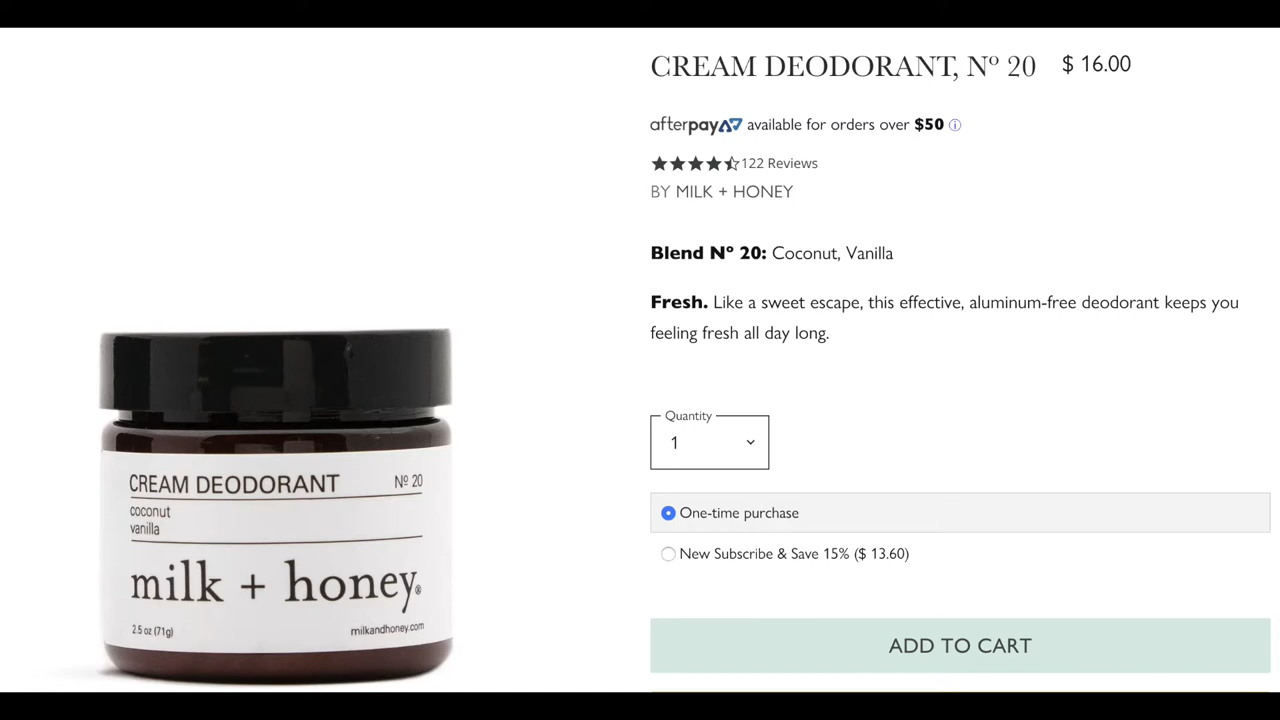 CREAM DEODORANT, Nº 20 $ 16.00
afterpay available for orders over $50 ⓘ
122 Reviews
BY MILK + HONEY
Blend Nº 20: Coconut, Vanilla
Fresh. Like a sweet escape, this effective, aluminum-free deodorant keeps you
feeling fresh all day long.
Quantity
1
One-time purchase
New Subscribe & Save 15% ($ 13.60)
ADD TO CART
CREAM DEODORANT Nº 20
coconut
vanilla
milk + honey®
2.5 oz (71g) milkandhoney.com